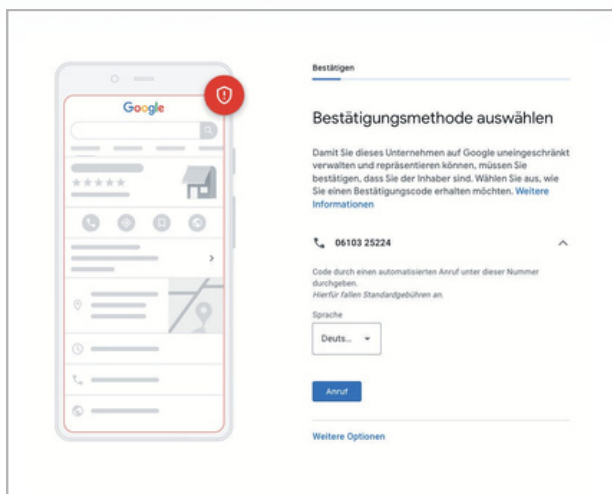 Google
Bestätigen
Bestätigungsmethode auswählen
Damit Sie dieses Unternehmen auf Google uneingeschränkt
verwalten und repräsentieren können, müssen Sie
bestätigen, dass Sie der Inhaber sind. Wählen Sie aus, wie
Sie einen Bestätigungscode erhalten möchten. Weitere
Informationen
06103 25224
Code durch einen automatisierten Anruf unter dieser Nummer
durchgeben.
Hierfür fallen Standardgebühren an.
Sprache
Deuts...
Anruf
Weitere Optionen